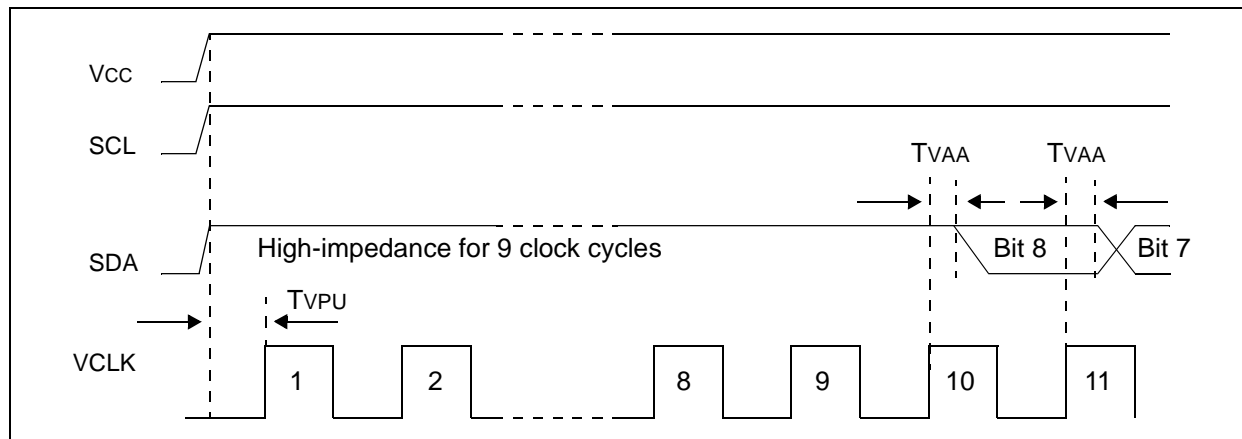 VCC
SCL
TVAA TVAA
SDA
High-impedance for 9 clock cycles
Bit 8
Bit 7
TVPU
VCLK
1
2
8
9
10
11